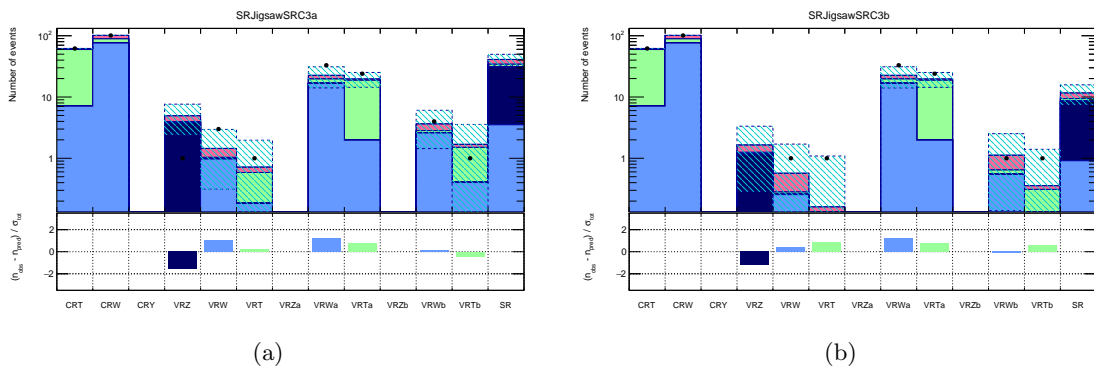 SRJigsawSRC3a
Number of events
10²
10
1
(n_obs - n_pred) / σ_tot
2
0
−2
CRT CRW CRY VRZ VRW VRT VRZa VRWa VRTa VRZb VRWb VRTb SR
(a)
SRJigsawSRC3b
Number of events
10²
10
1
(n_obs - n_pred) / σ_tot
2
0
−2
CRT CRW CRY VRZ VRW VRT VRZa VRWa VRTa VRZb VRWb VRTb SR
(b)